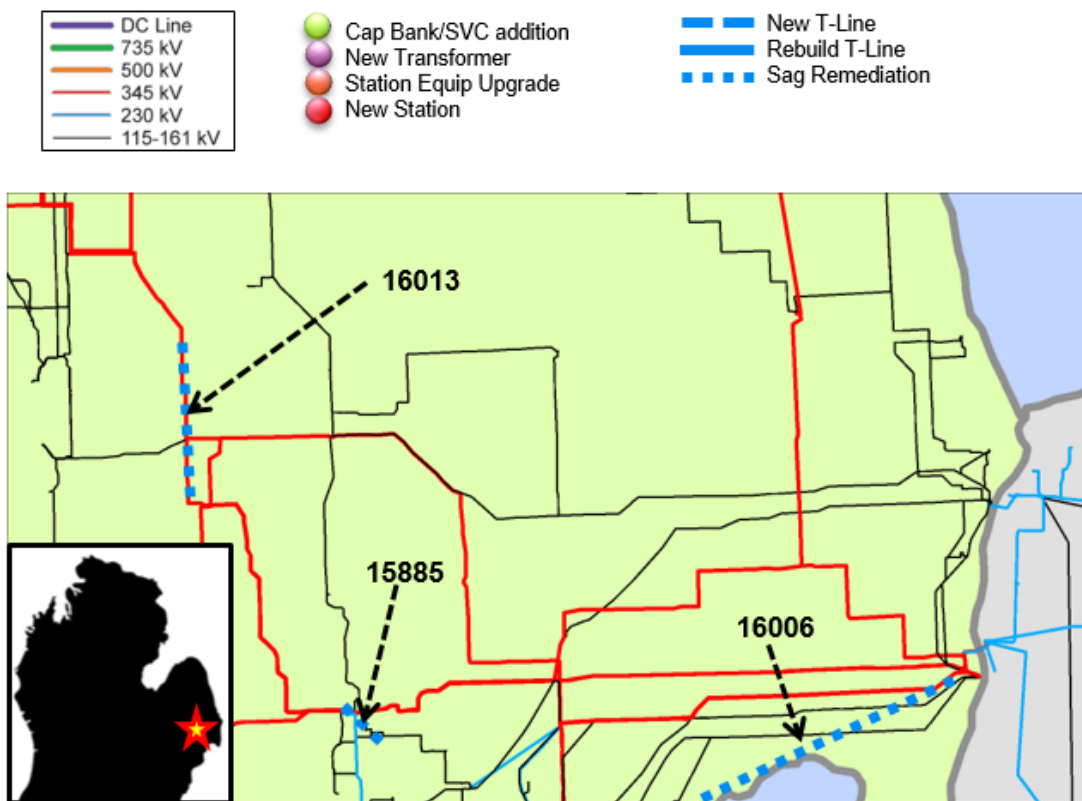 DC Line
735 kV
500 kV
345 kV
230 kV
115-161 kV
Cap Bank/SVC addition
New Transformer
Station Equip Upgrade
New Station
New T-Line
Rebuild T-Line
Sag Remediation
16013
15885
16006